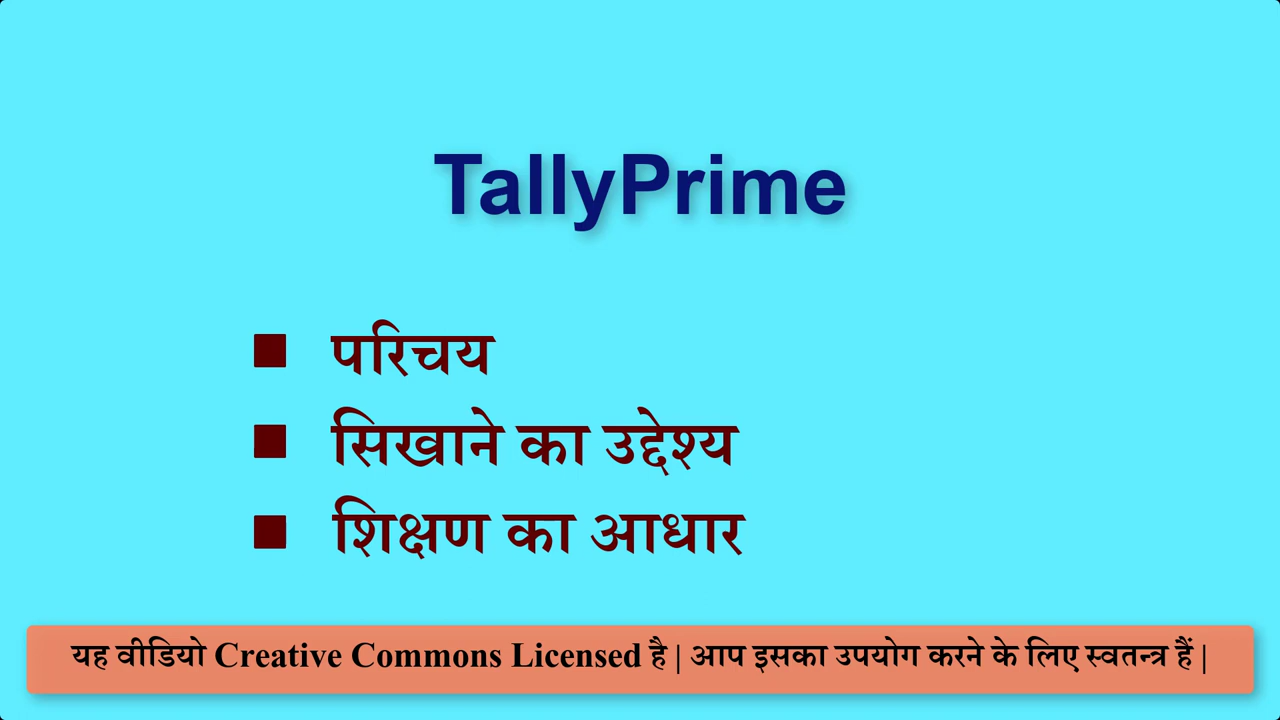 TallyPrime
■ परिचय
■ सिखाने का उद्देश्य
■ शिक्षण का आधार
यह वीडियो Creative Commons Licensed है | आप इसका उपयोग करने के लिए स्वतन्त्र हैं |